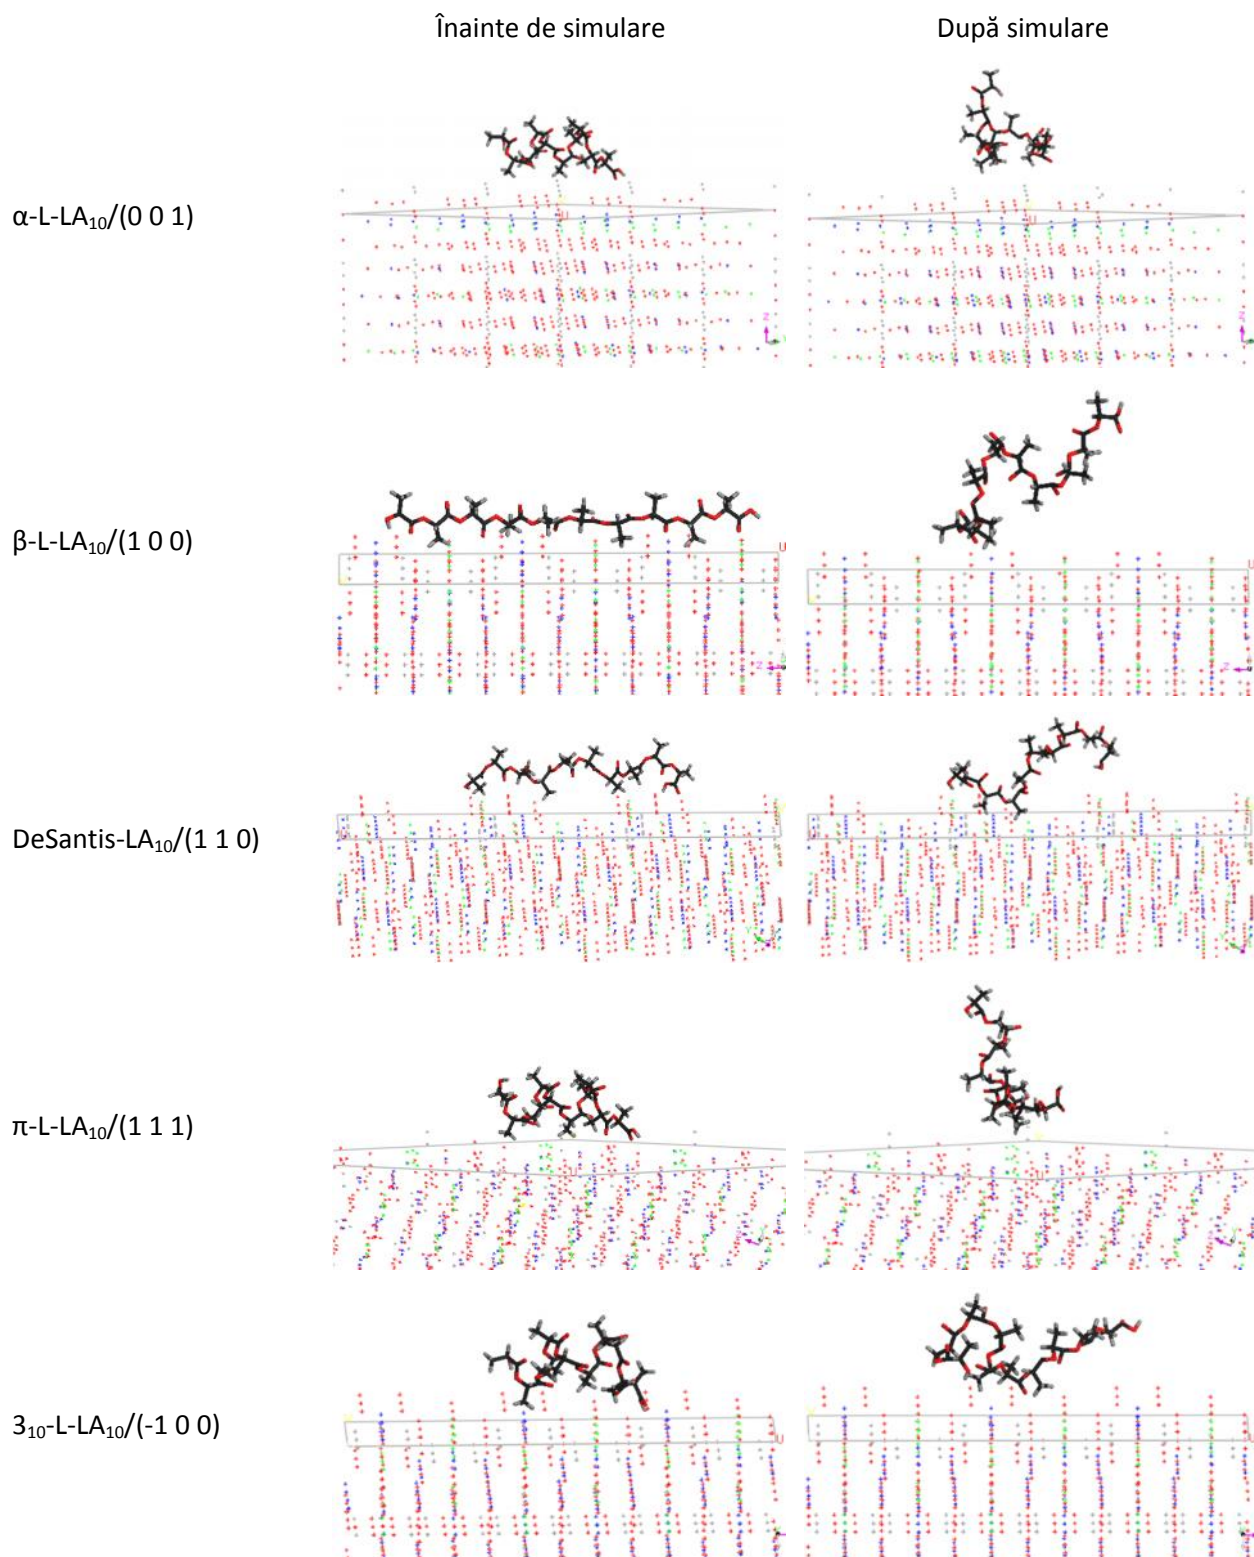 Înainte de simulare După simulare
α-L-LA₁₀/(0 0 1)
β-L-LA₁₀/(1 0 0)
DeSantis-LA₁₀/(1 1 0)
π-L-LA₁₀/(1 1 1)
3₁₀-L-LA₁₀/(-1 0 0)